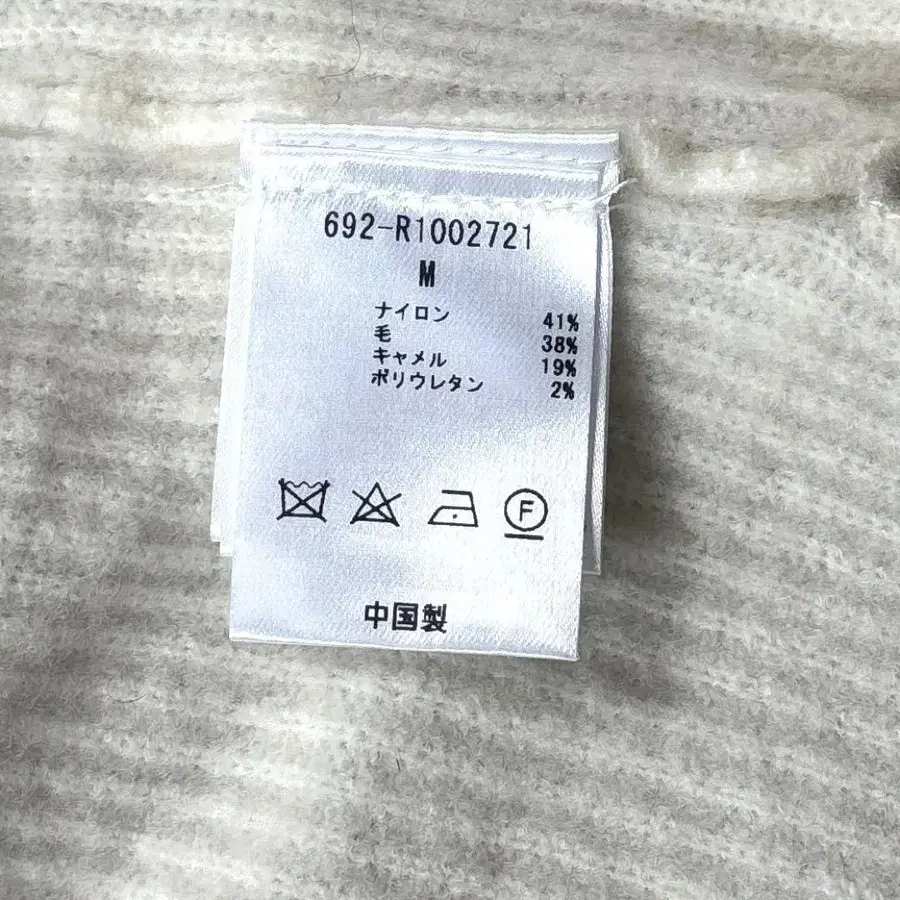 692-R1002721
M
ナイロン 41%
毛 38%
キャメル 19%
ポリウレタン 2%
F
中国製